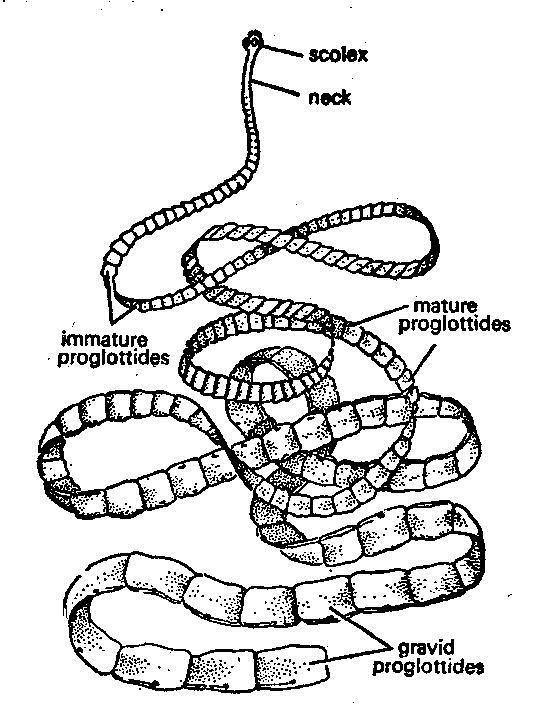 scolex
neck
mature
proglottides
immature
proglottides
gravid
proglottides